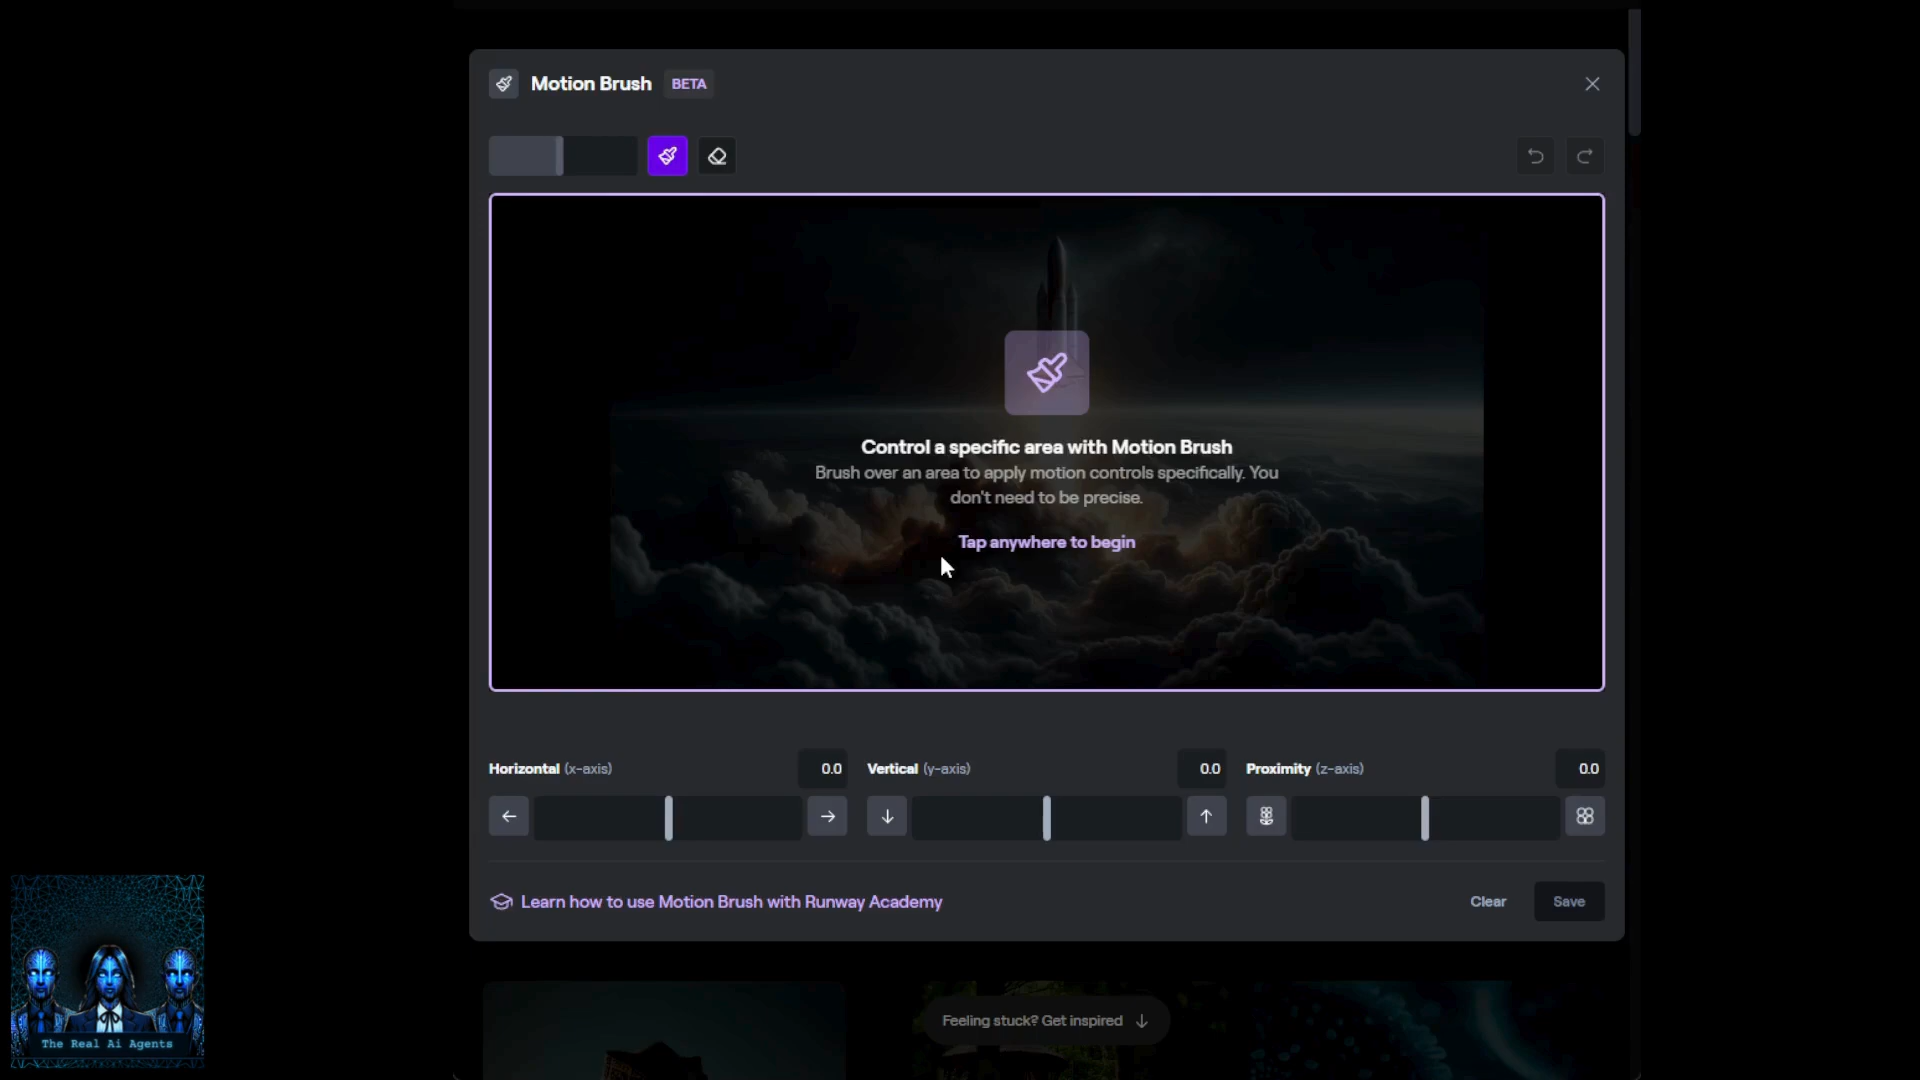 Motion Brush BETA
Control a specific area with Motion Brush
Brush over an area to apply motion controls specifically. You
don't need to be precise.
Tap anywhere to begin
Horizontal (x-axis) 0.0 Vertical (y-axis) 0.0 Proximity (z-axis) 0.0
Learn how to use Motion Brush with Runway Academy Clear Save
Feeling stuck? Get inspired
The Real Ai Agents